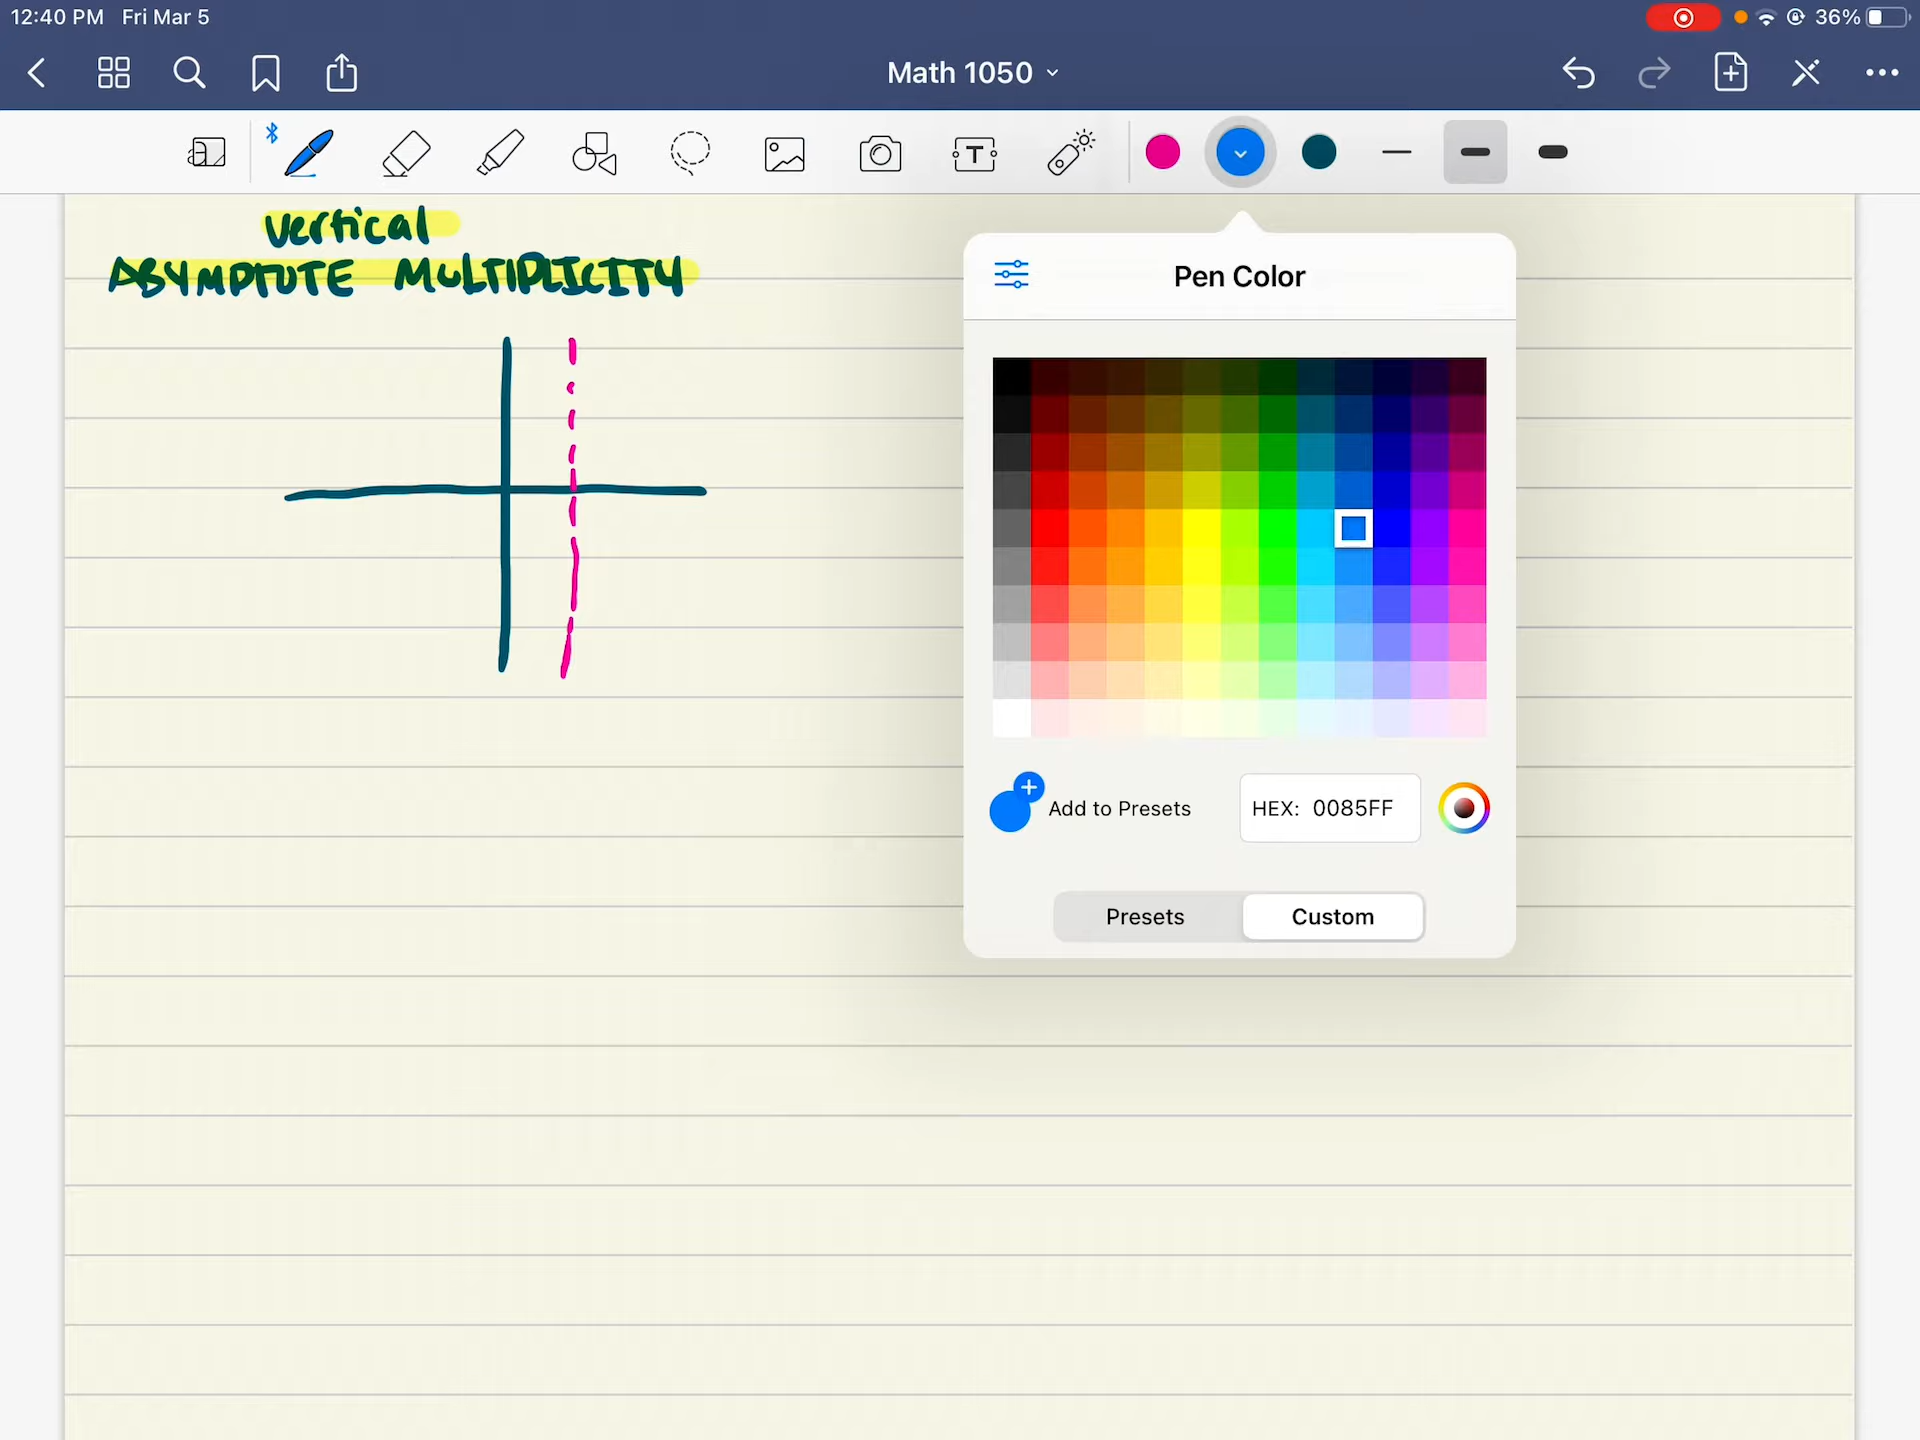 12:40 PM Fri Mar 5
36%
Math 1050
T
Vertical
ASYMPTOTE MULTIPLICITY
Pen Color
Add to Presets
HEX: 0085FF
Presets
Custom